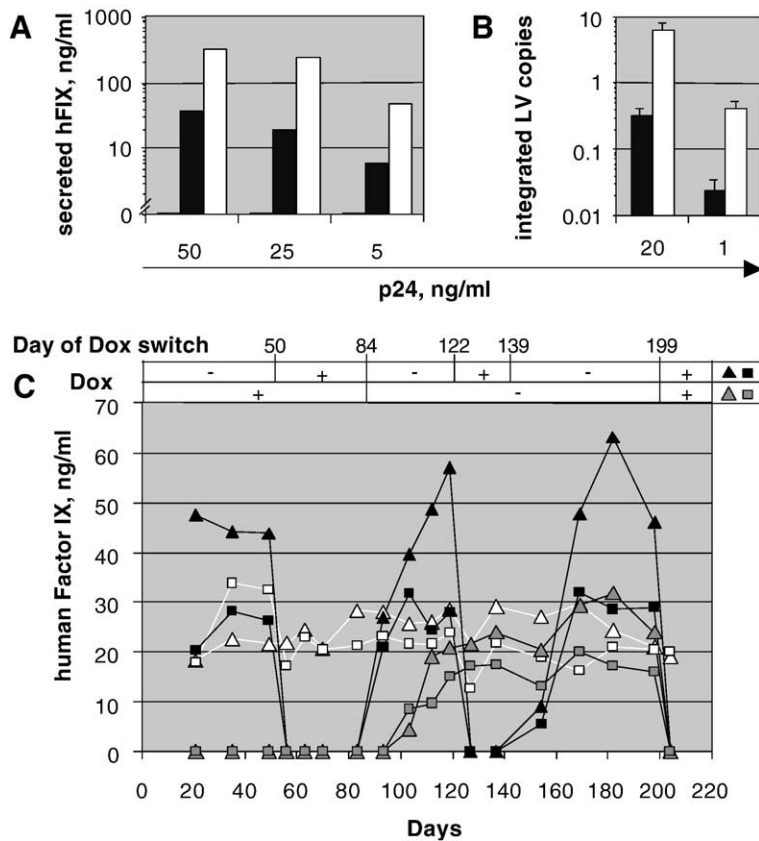 A
secreted hFIX, ng/ml
1000
100
10
0
50 25 5
B
integrated LV copies
10
1
0.1
0.01
20 1
p24, ng/ml
Day of Dox switch 50 84 122 139 199
C
Dox
- + - + - +
+ - +
human Factor IX, ng/ml
70
60
50
40
30
20
10
0
0 20 40 60 80 100 120 140 160 180 200 220
Days